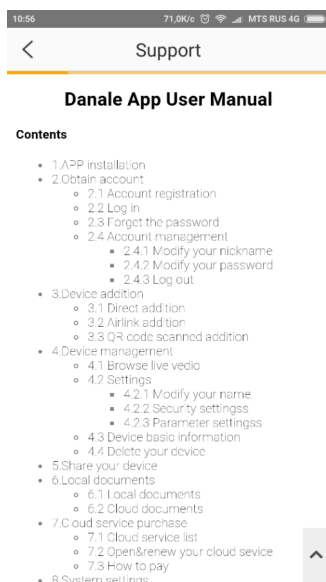 10:56 71,0K/c MTS RUS 4G
Support
Danale App User Manual
Contents
1.APP installation
2.Obtain account
2.1 Account registration
2.2 Log in
2.3 Forget the password
2.4 Account management
2.4.1 Modify your nickname
2.4.2 Modify your password
2.4.3 Log out
3.Device addition
3.1 Direct addition
3.2 Airlink addition
3.3 QR code scanned addition
4.Device management
4.1 Browse live vedio
4.2 Settings
4.2.1 Modify your name
4.2.2 Security settingss
4.2.3 Parameter settingss
4.3 Device basic information
4.4 Delete your device
5.Share your device
6.Local documents
6.1 Local documents
6.2 Cloud documents
7.Cloud service purchase
7.1 Cloud service list
7.2 Open&renew your cloud sevice
7.3 How to pay
8.System settings